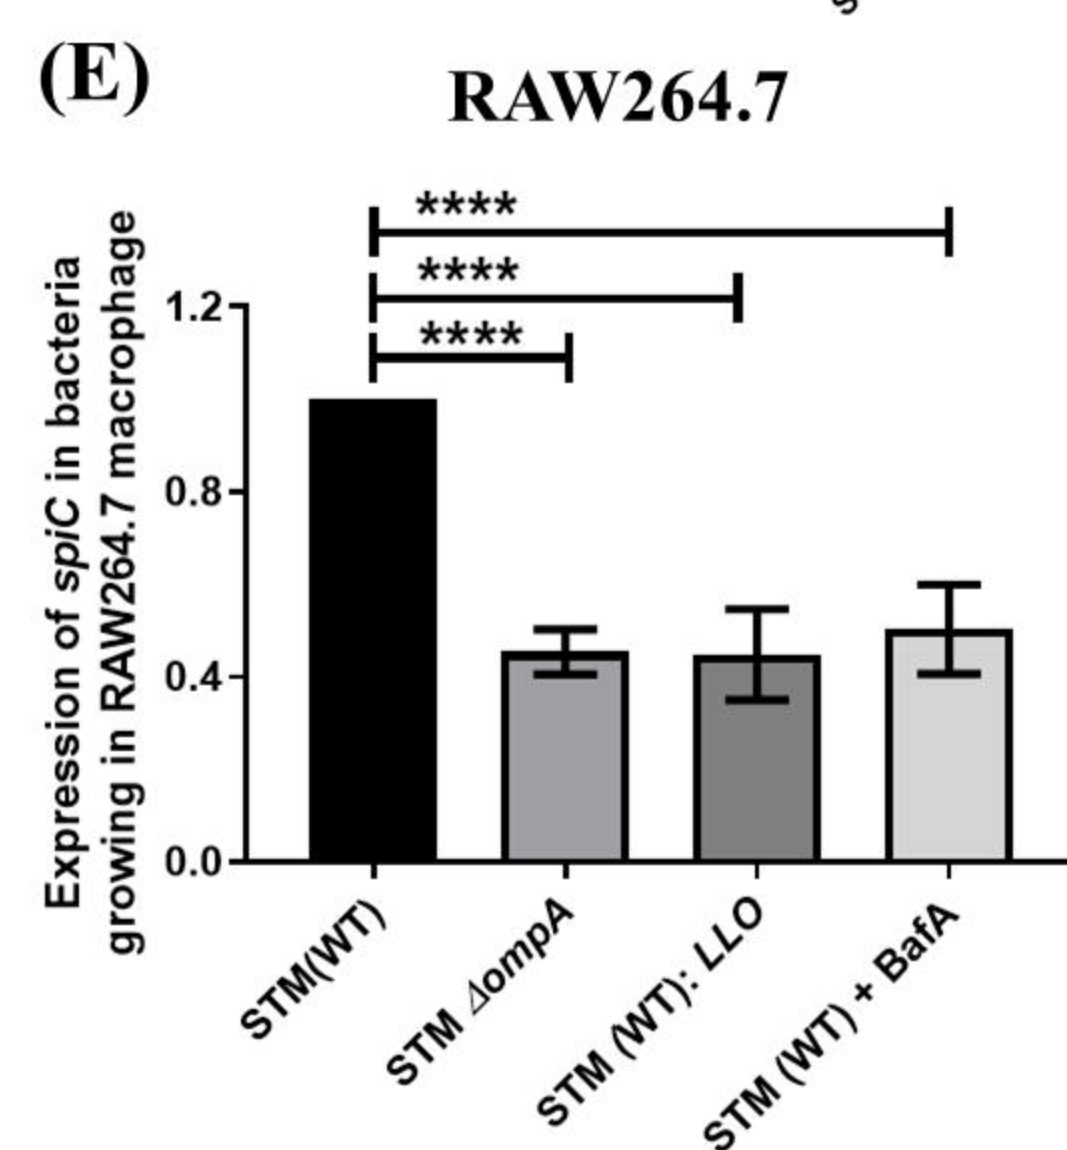 s
(E)
RAW264.7
****
****
****
Expression of spiC in bacteria
growing in RAW264.7 macrophage
1.2
0.8
0.4
0.0
STM(WT)
STM ΔompA
STM (WT): LLO
STM (WT) + BafA